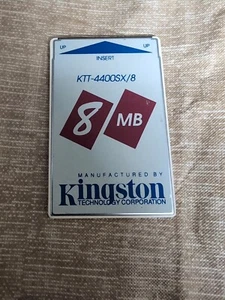 UP UP
INSERT
KTT-4400SX/8
8 MB
MANUFACTURED BY
Kingston
TECHNOLOGY CORPORATION